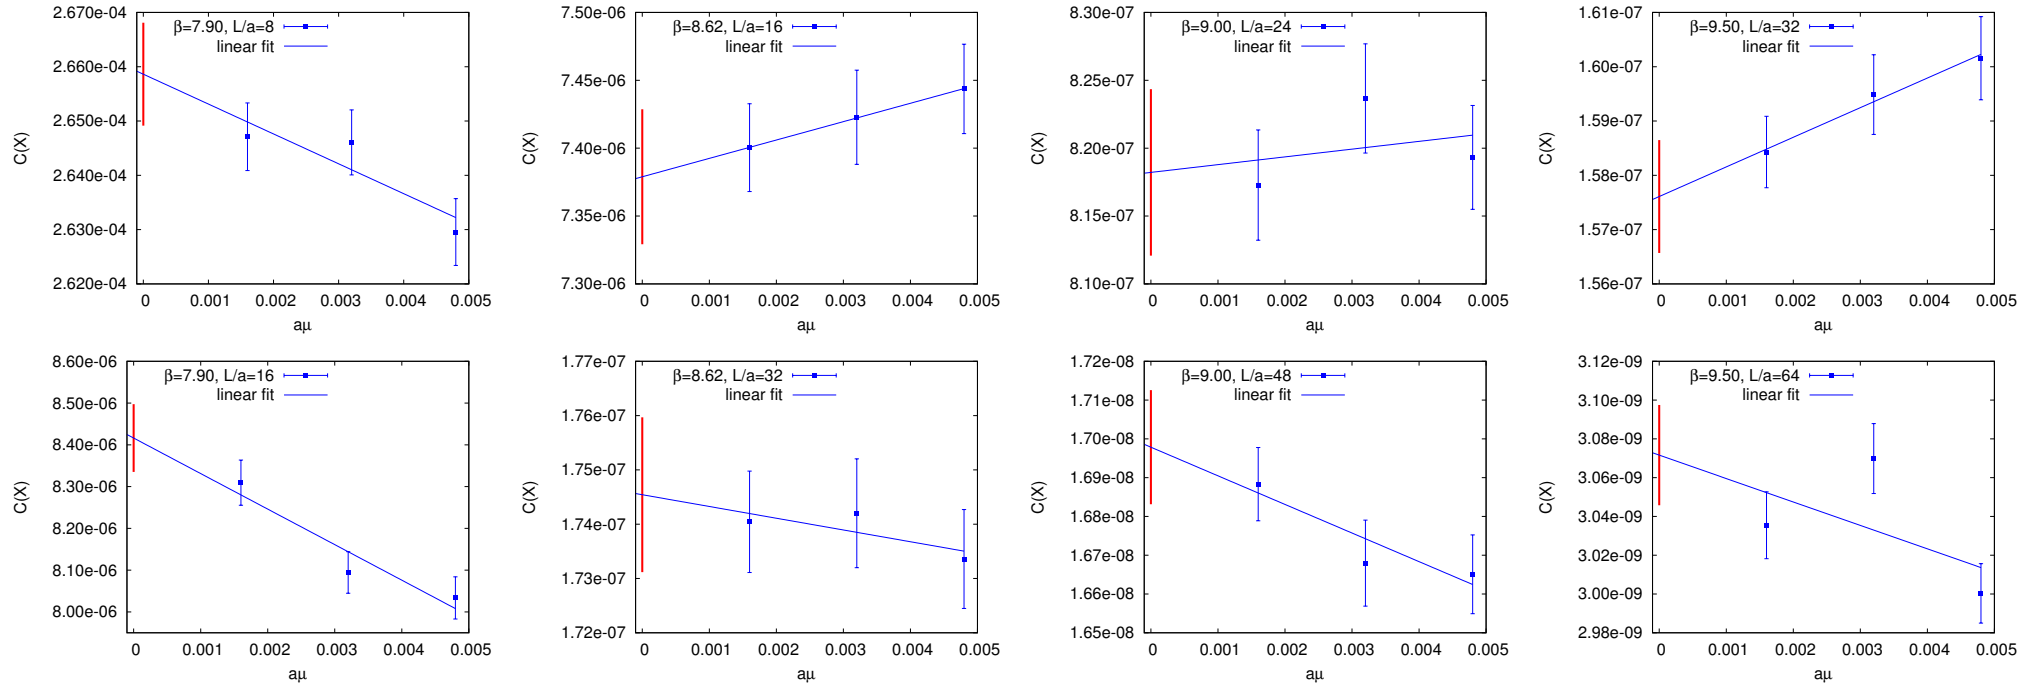 2.670e-04
2.660e-04
2.650e-04
2.640e-04
2.630e-04
2.620e-04
C(X)
β=7.90, L/a=8
linear fit
0 0.001 0.002 0.003 0.004 0.005
aμ
7.50e-06
7.45e-06
7.40e-06
7.35e-06
7.30e-06
C(X)
β=8.62, L/a=16
linear fit
0 0.001 0.002 0.003 0.004 0.005
aμ
8.30e-07
8.25e-07
8.20e-07
8.15e-07
8.10e-07
C(X)
β=9.00, L/a=24
linear fit
0 0.001 0.002 0.003 0.004 0.005
aμ
1.61e-07
1.60e-07
1.59e-07
1.58e-07
1.57e-07
1.56e-07
C(X)
β=9.50, L/a=32
linear fit
0 0.001 0.002 0.003 0.004 0.005
aμ
8.60e-06
8.50e-06
8.40e-06
8.30e-06
8.20e-06
8.10e-06
8.00e-06
C(X)
β=7.90, L/a=16
linear fit
0 0.001 0.002 0.003 0.004 0.005
aμ
1.77e-07
1.76e-07
1.75e-07
1.74e-07
1.73e-07
1.72e-07
C(X)
β=8.62, L/a=32
linear fit
0 0.001 0.002 0.003 0.004 0.005
aμ
1.72e-08
1.71e-08
1.70e-08
1.69e-08
1.68e-08
1.67e-08
1.66e-08
1.65e-08
C(X)
β=9.00, L/a=48
linear fit
0 0.001 0.002 0.003 0.004 0.005
aμ
3.12e-09
3.10e-09
3.08e-09
3.06e-09
3.04e-09
3.02e-09
3.00e-09
2.98e-09
C(X)
β=9.50, L/a=64
linear fit
0 0.001 0.002 0.003 0.004 0.005
aμ